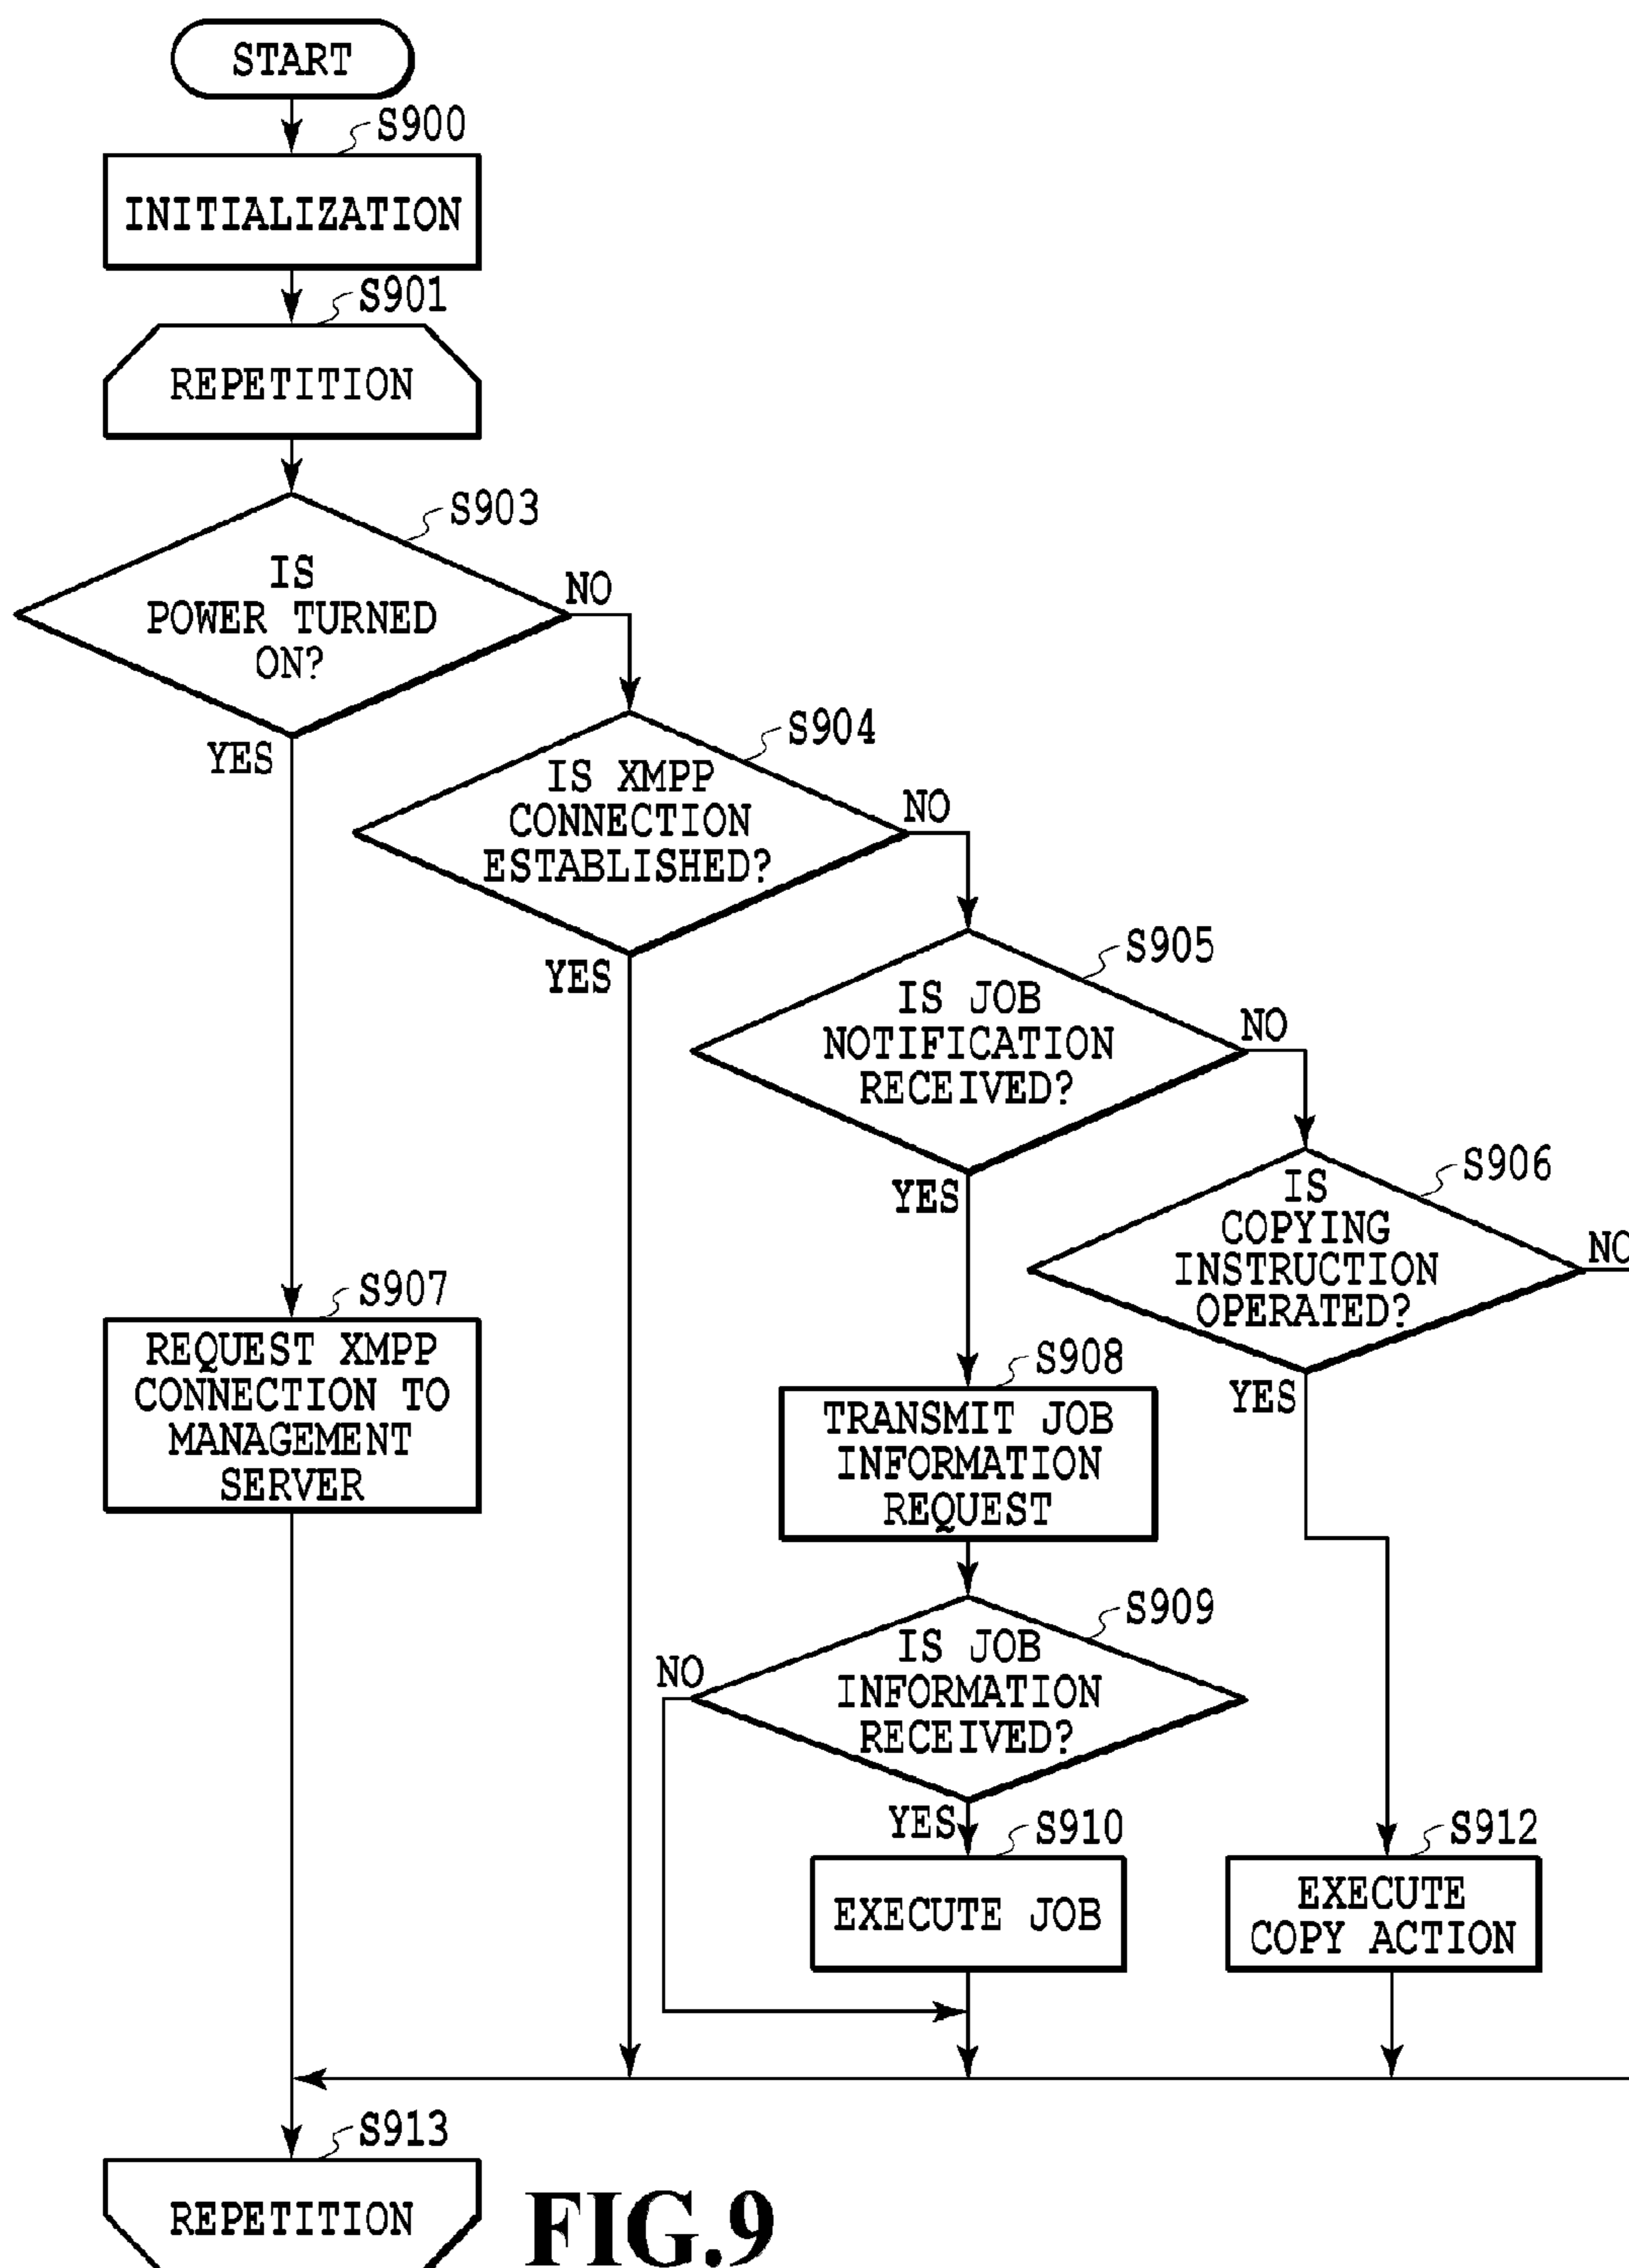 START
S900
INITIALIZATION
S901
REPETITION
S903
IS
POWER TURNED
ON?
NO
YES
S904
IS XMPP
CONNECTION
ESTABLISHED?
NO
YES
S905
IS JOB
NOTIFICATION
RECEIVED?
NO
YES
S906
IS
COPYING
INSTRUCTION
OPERATED?
NO
YES
S907
REQUEST XMPP
CONNECTION TO
MANAGEMENT
SERVER
S908
TRANSMIT JOB
INFORMATION
REQUEST
S909
IS JOB
INFORMATION
RECEIVED?
NO
YES
S910
EXECUTE JOB
S912
EXECUTE
COPY ACTION
S913
REPETITION
FIG.9